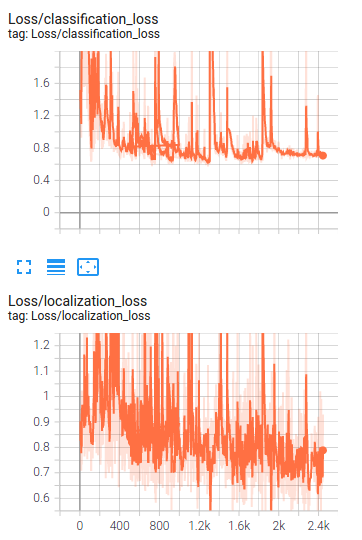 Loss/classification_loss
tag: Loss/classification_loss
1.6
1.2
0.8
0.4
0
Loss/localization_loss
tag: Loss/localization_loss
1.2
1.1
1
0.9
0.8
0.7
0.6
0 400 800 1.2k 1.6k 2k 2.4k